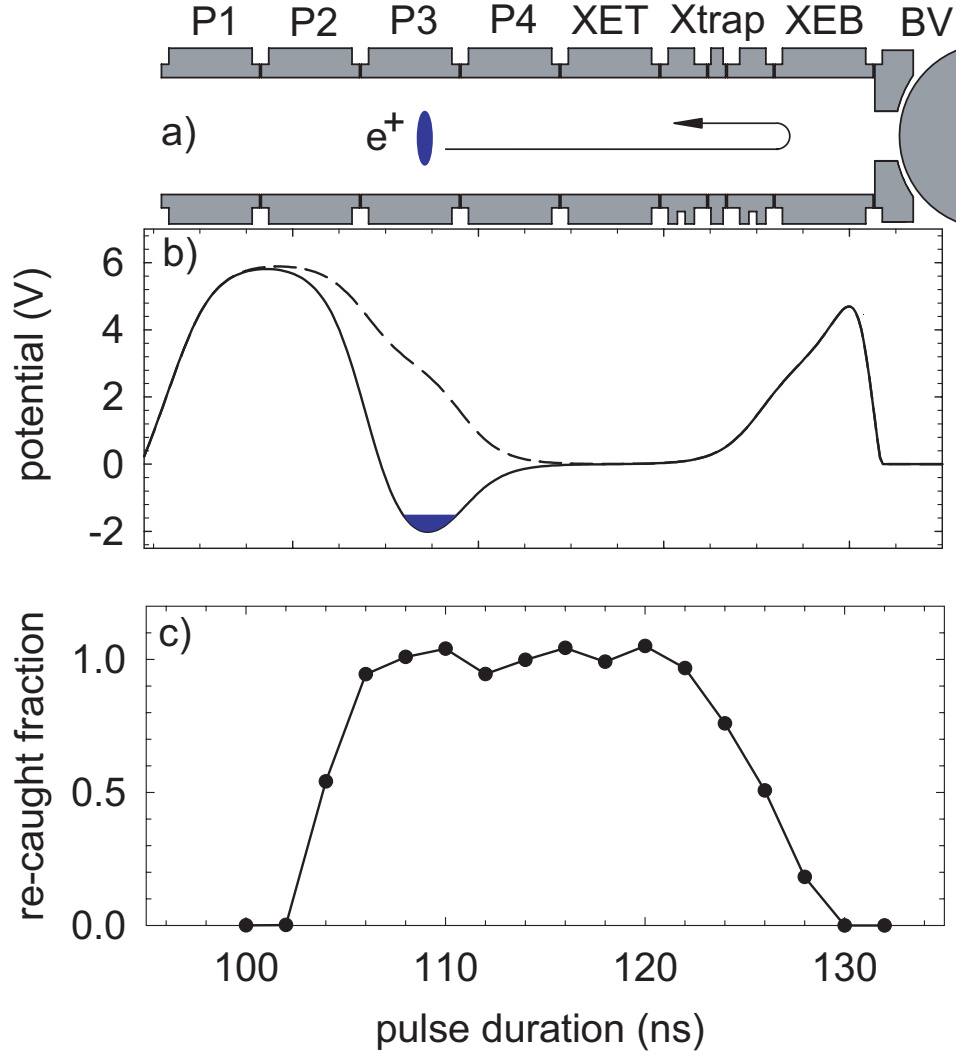 P1 P2 P3 P4 XET Xtrap XEB BV
a) e+
b)
potential (V)
6
4
2
0
-2
c)
re-caught fraction
1.0
0.5
0.0
100 110 120 130
pulse duration (ns)